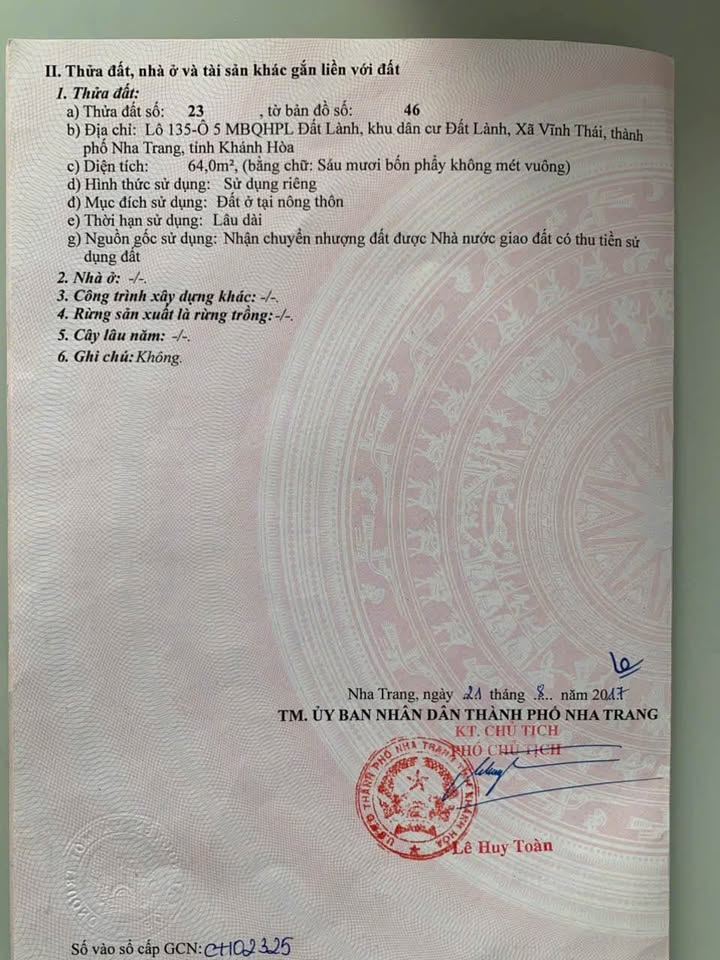 II. Thửa đất, nhà ở và tài sản khác gắn liền với đất
1. Thửa đất:
a) Thửa đất số: 23 , tờ bản đồ số: 46
b) Địa chỉ: Lô 135-Ô 5 MBQHPL Đất Lành, khu dân cư Đất Lành, Xã Vĩnh Thái, thành
phố Nha Trang, tỉnh Khánh Hòa
c) Diện tích: 64,0m², (bằng chữ: Sáu mươi bốn phẩy không mét vuông)
d) Hình thức sử dụng: Sử dụng riêng
đ) Mục đích sử dụng: Đất ở tại nông thôn
e) Thời hạn sử dụng: Lâu dài
g) Nguồn gốc sử dụng: Nhận chuyển nhượng đất được Nhà nước giao đất có thu tiền sử
dụng đất
2. Nhà ở: -/-.
3. Công trình xây dựng khác: -/-.
4. Rừng sản xuất là rừng trồng: -/-.
5. Cây lâu năm: -/-.
6. Ghi chú: Không.
Nha Trang, ngày 21 tháng 8.. năm 2017
TM. ỦY BAN NHÂN DÂN THÀNH PHỐ NHA TRANG
KT. CHỦ TỊCH
PHÓ CHỦ TỊCH
U.B.N.D THÀNH PHỐ NHA TRANG TỈNH KHÁNH HÒA
Lê Huy Toàn
Số vào sổ cấp GCN: CH02325